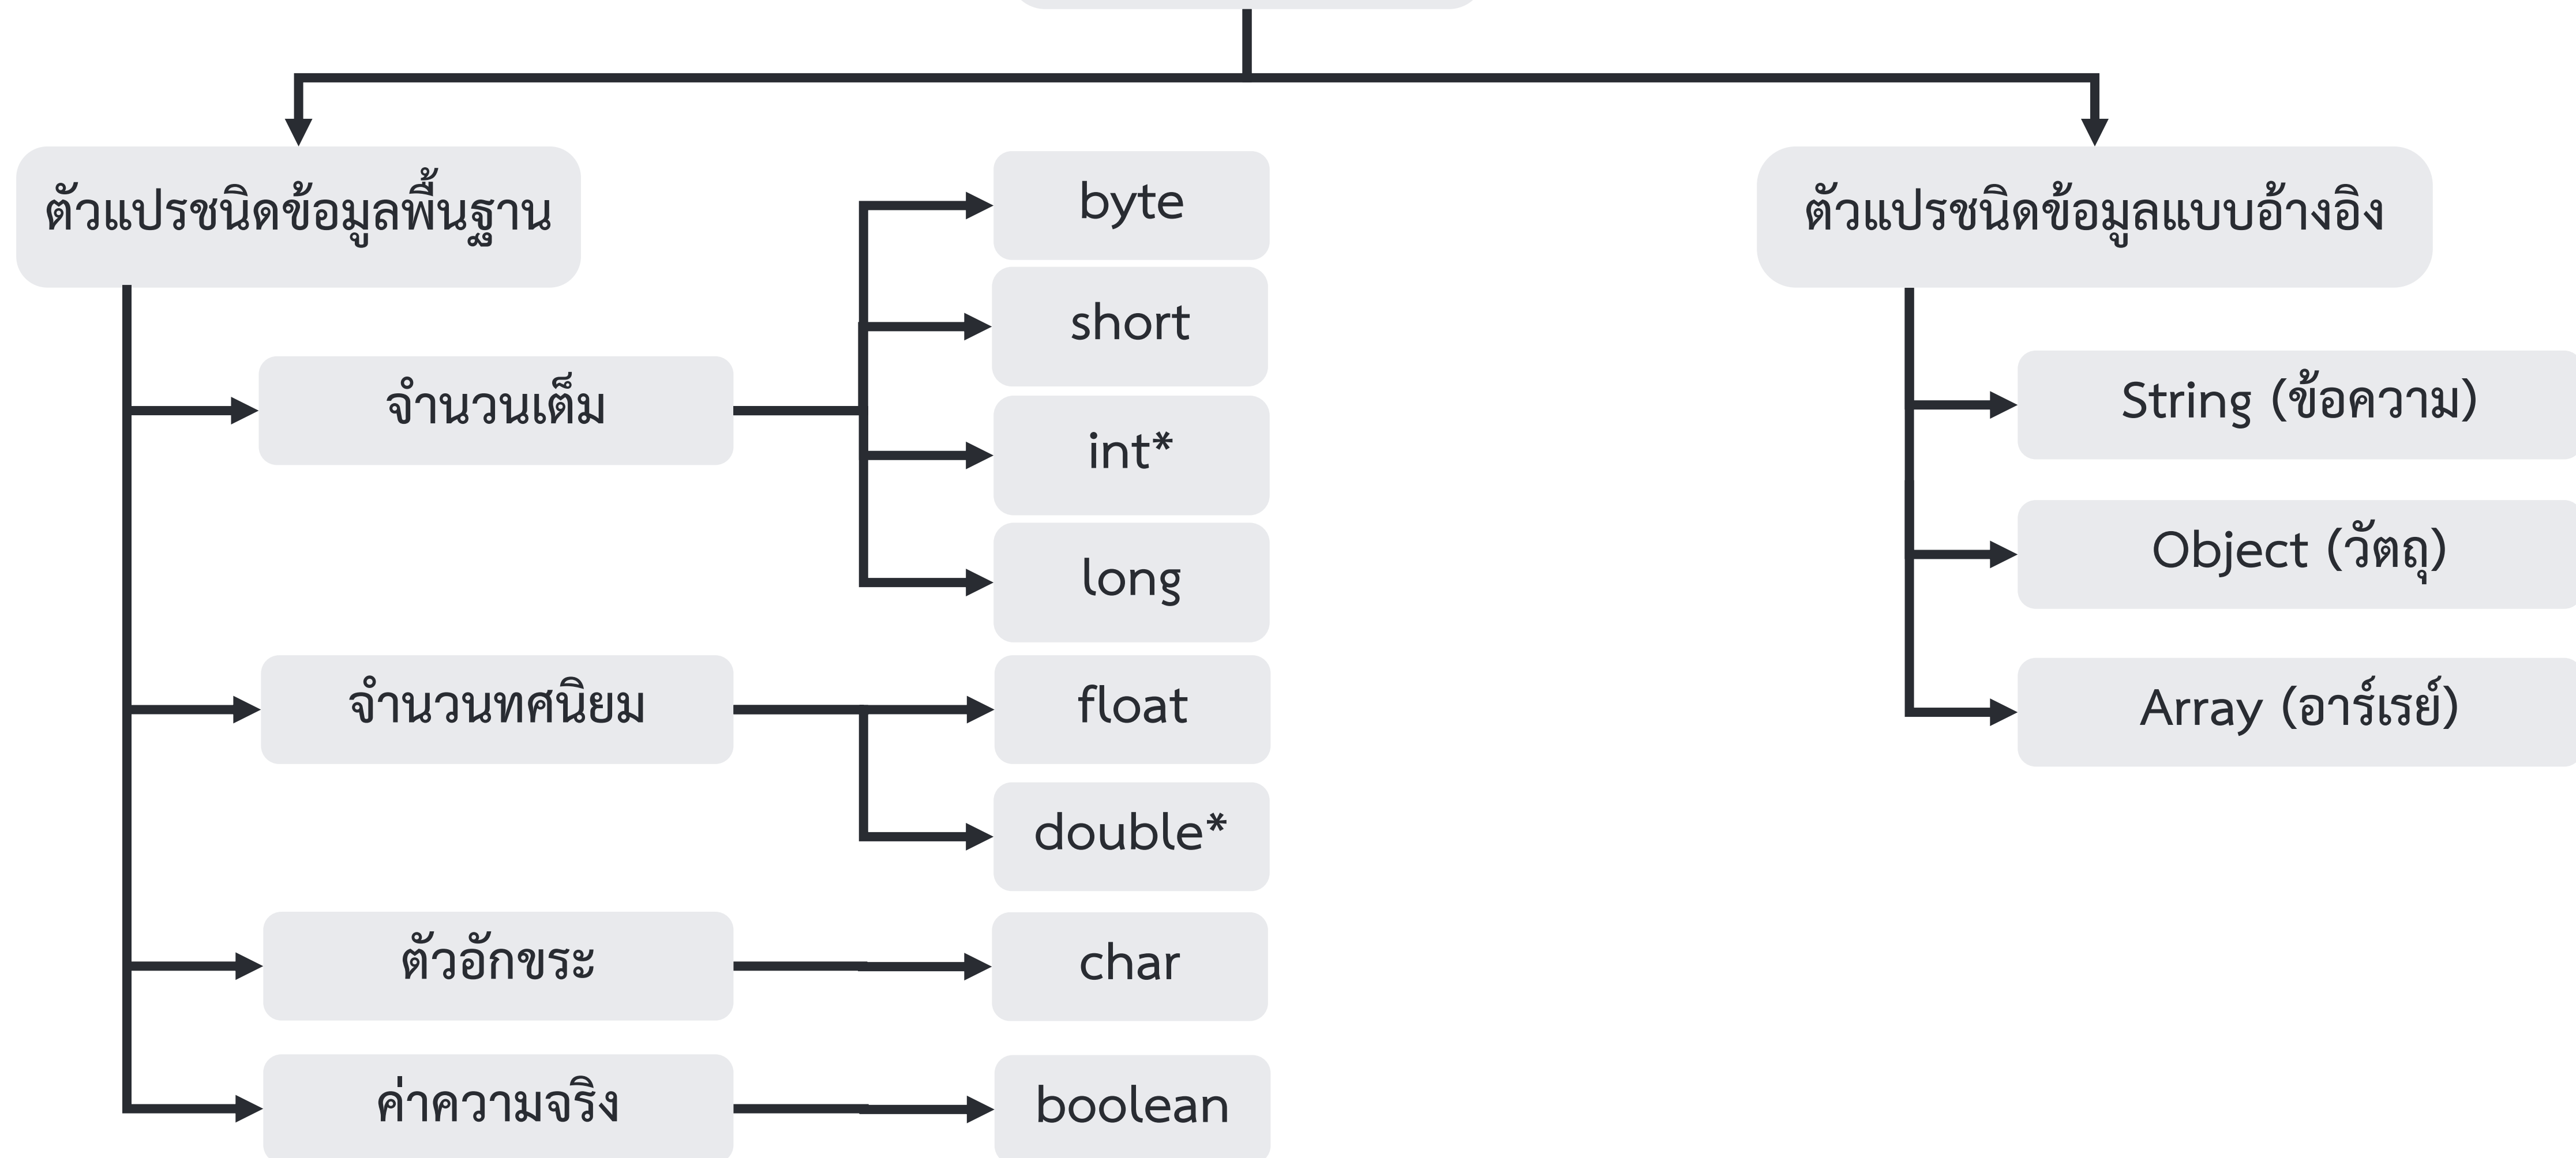 ตัวแปรชนิดข้อมูลพื้นฐาน
จำนวนเต็ม
byte
short
int*
long
จำนวนทศนิยม
float
double*
ตัวอักขระ
char
ค่าความจริง
boolean
ตัวแปรชนิดข้อมูลแบบอ้างอิง
String (ข้อความ)
Object (วัตถุ)
Array (อาร์เรย์)